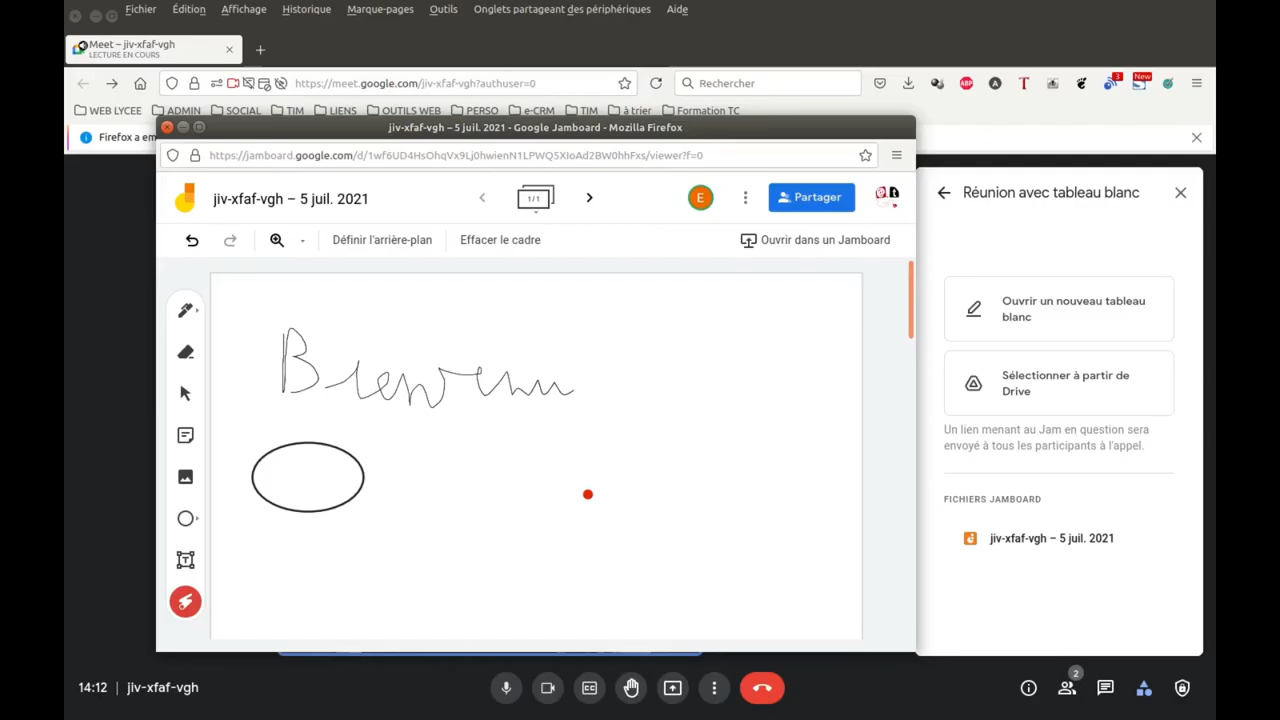 Fichier Édition Affichage Historique Marque-pages Outils Onglets partageant des périphériques Aide
Meet – jiv-xfaf-vgh
LECTURE EN COURS
https://meet.google.com/jiv-xfaf-vgh?authuser=0
Rechercher
3
New
WEB LYCEE ADMIN SOCIAL TIM LIENS OUTILS WEB PERSO e-CRM TIM à trier Formation TC
Firefox a em
jiv-xfaf-vgh – 5 juil. 2021 - Google Jamboard - Mozilla Firefox
https://jamboard.google.com/d/1wf6UD4HsOhqVx9Lj0hwienN1LPWQ5XIoAd2BW0hhFxs/viewer?f=0
jiv-xfaf-vgh – 5 juil. 2021
1/1
E
Partager
Définir l'arrière-plan
Effacer le cadre
Ouvrir dans un Jamboard
Bienvenu
Réunion avec tableau blanc
Ouvrir un nouveau tableau
blanc
Sélectionner à partir de
Drive
Un lien menant au Jam en question sera
envoyé à tous les participants à l'appel.
FICHIERS JAMBOARD
jiv-xfaf-vgh – 5 juil. 2021
14:12 | jiv-xfaf-vgh
2